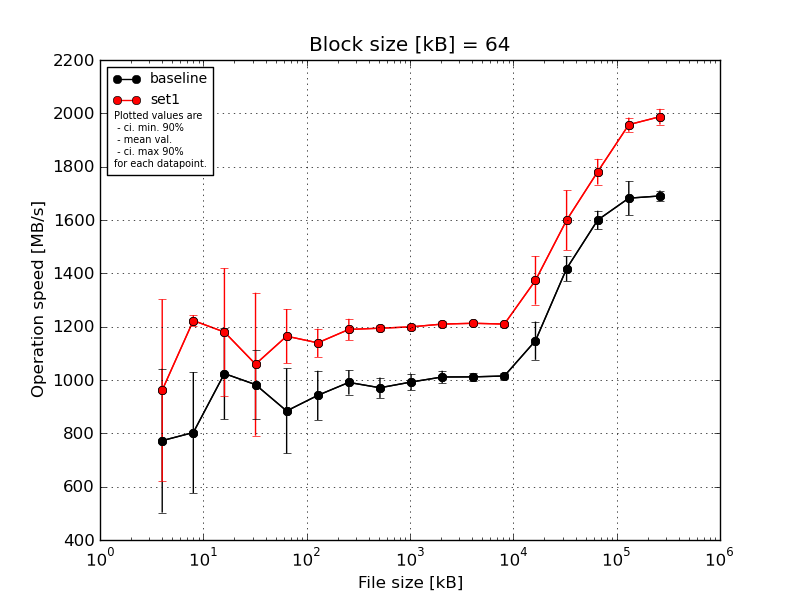 Block size [kB] = 64
baseline
set1
Plotted values are
- ci. min. 90%
- mean val.
- ci. max 90%
for each datapoint.
Operation speed [MB/s]
2200
2000
1800
1600
1400
1200
1000
800
600
400
10^0 10^1 10^2 10^3 10^4 10^5 10^6
File size [kB]